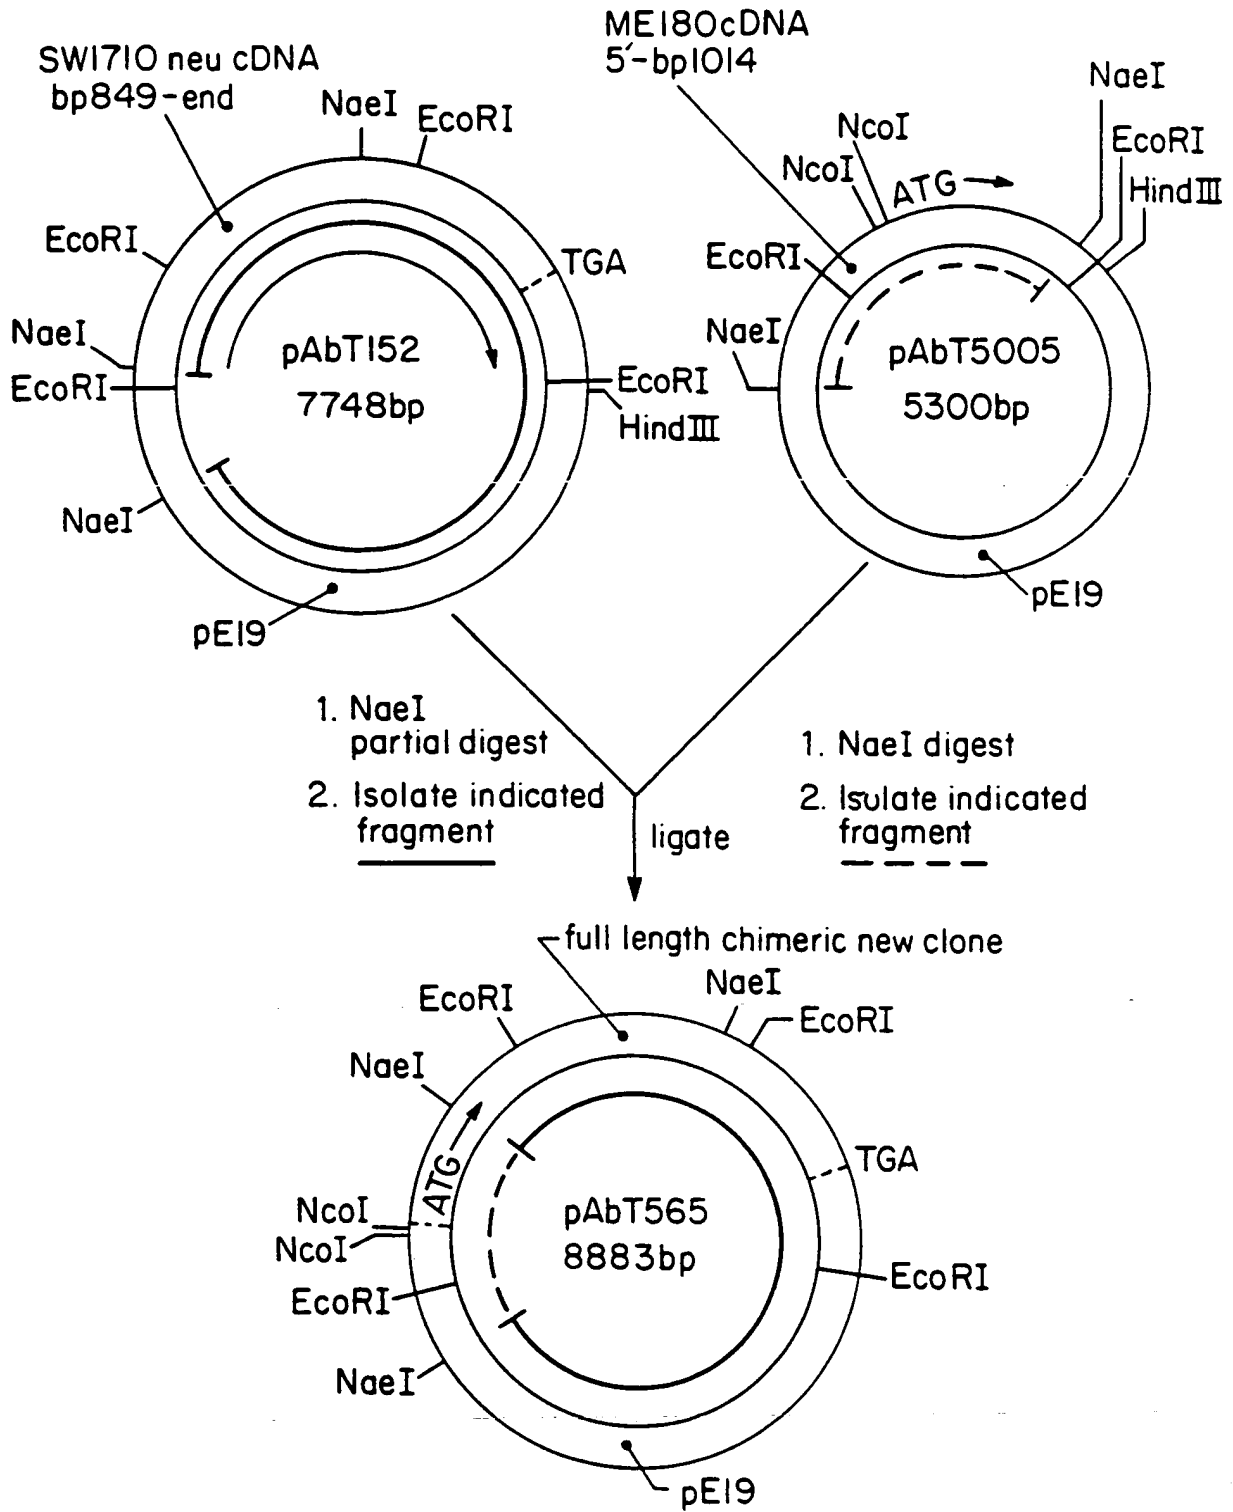 SW1710 neu cDNA
bp849-end
NaeI
EcoRI
EcoRI
TGA
NaeI
EcoRI
pAbT152
7748bp
EcoRI
HindIII
NaeI
pE19
ME180cDNA
5'-bp1014
NaeI
NcoI
EcoRI
NcoI
ATG
HindIII
EcoRI
NaeI
pAbT5005
5300bp
pE19
1. NaeI
partial digest
2. Isolate indicated
fragment
1. NaeI digest
2. Isulate indicated
fragment
ligate
full length chimeric new clone
NaeI
EcoRI
EcoRI
NaeI
ATG
TGA
NcoI
NcoI
pAbT565
8883bp
EcoRI
EcoRI
NaeI
pE19